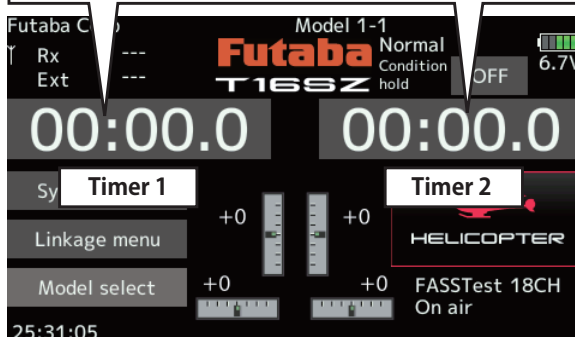 Futaba
Model 1-1
Rx ---
Ext ---
Futaba
T16SZ
Normal
Condition
hold
OFF
6.7V
00:00.0
00:00.0
Timer 1
Timer 2
Linkage menu
Model select
+0
+0
+0
+0
HELICOPTER
FASSTest 18CH
On air
25:31:05